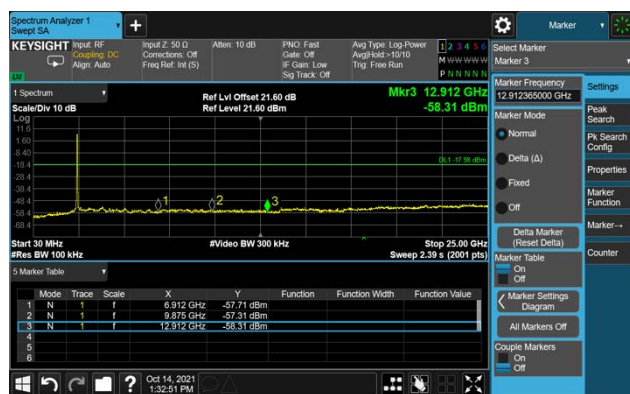 Spectrum Analyzer 1
Swept SA
+
Marker
KEYSIGHT
Input: RF
Coupling: DC
Align: Auto
Input Z: 50 Ω
Corrections: Off
Freq Ref: Int (S)
Atten: 10 dB
PNO: Fast
Gate: Off
IF Gain: Low
Sig Track: Off
Avg Type: Log-Power
Avg|Hold:>10/10
Trig: Free Run
1 2 3 4 5 6
M W W W W W
P N N N N N
Select Marker
Marker 3
1 Spectrum
Scale/Div 10 dB
Ref Lvl Offset 21.60 dB
Ref Level 21.60 dBm
Mkr3 12.912 GHz
-58.31 dBm
Log
11.6
1.60
-8.40
-18.4
-28.4
-38.4
-48.4
-58.4
-68.4
DL1 -17.98 dBm
1
2
3
Start 30 MHz
#Res BW 100 kHz
#Video BW 300 kHz
Stop 25.00 GHz
Sweep 2.39 s (2001 pts)
5 Marker Table
Mode Trace Scale X Y Function Function Width Function Value
1 N 1 f 6.912 GHz -57.71 dBm
2 N 1 f 9.875 GHz -57.31 dBm
3 N 1 f 12.912 GHz -58.31 dBm
4
5
6
Marker Frequency
12.912365000 GHz
Marker Mode
Normal
Delta (Δ)
Fixed
Off
Delta Marker
(Reset Delta)
Marker Table
On
Off
Marker Settings
Diagram
All Markers Off
Couple Markers
On
Off
Settings
Peak
Search
Pk Search
Config
Properties
Marker
Function
Marker→
Counter
?
Oct 14, 2021
1:32:51 PM